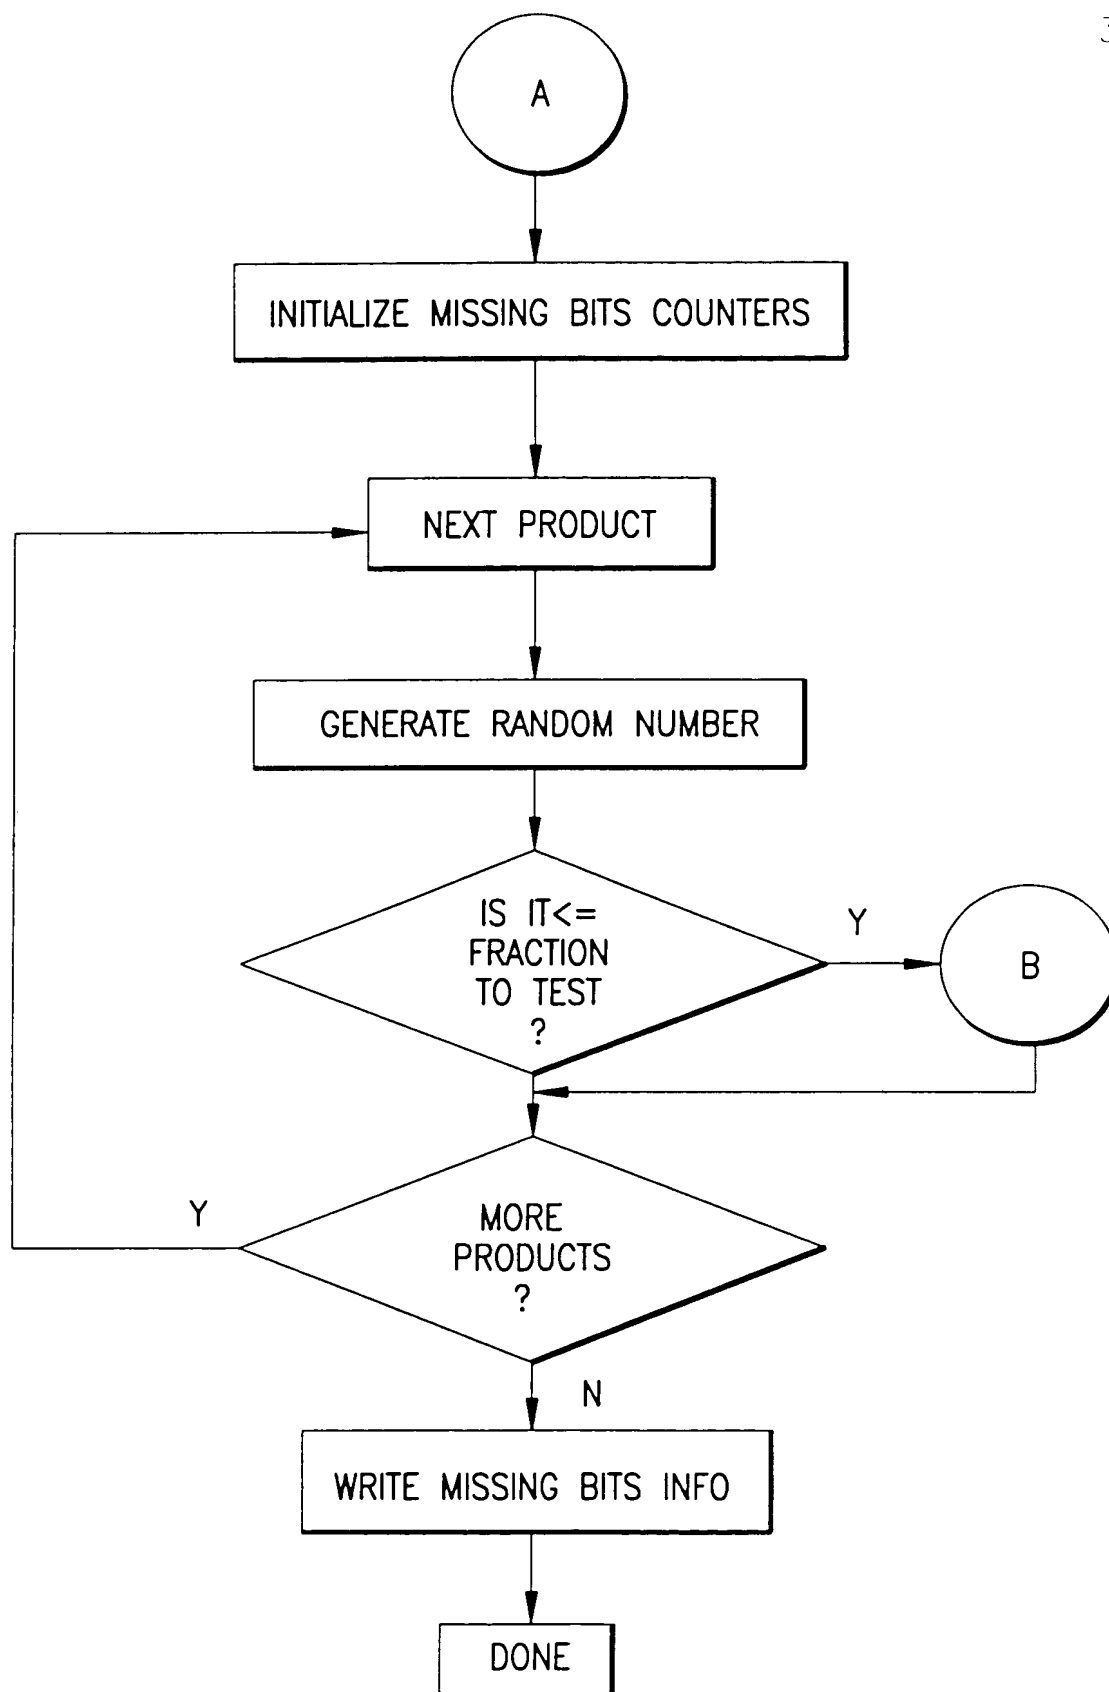 A
INITIALIZE MISSING BITS COUNTERS
NEXT PRODUCT
GENERATE RANDOM NUMBER
IS IT<=
FRACTION
TO TEST
?
Y
B
Y
MORE
PRODUCTS
?
N
WRITE MISSING BITS INFO
DONE